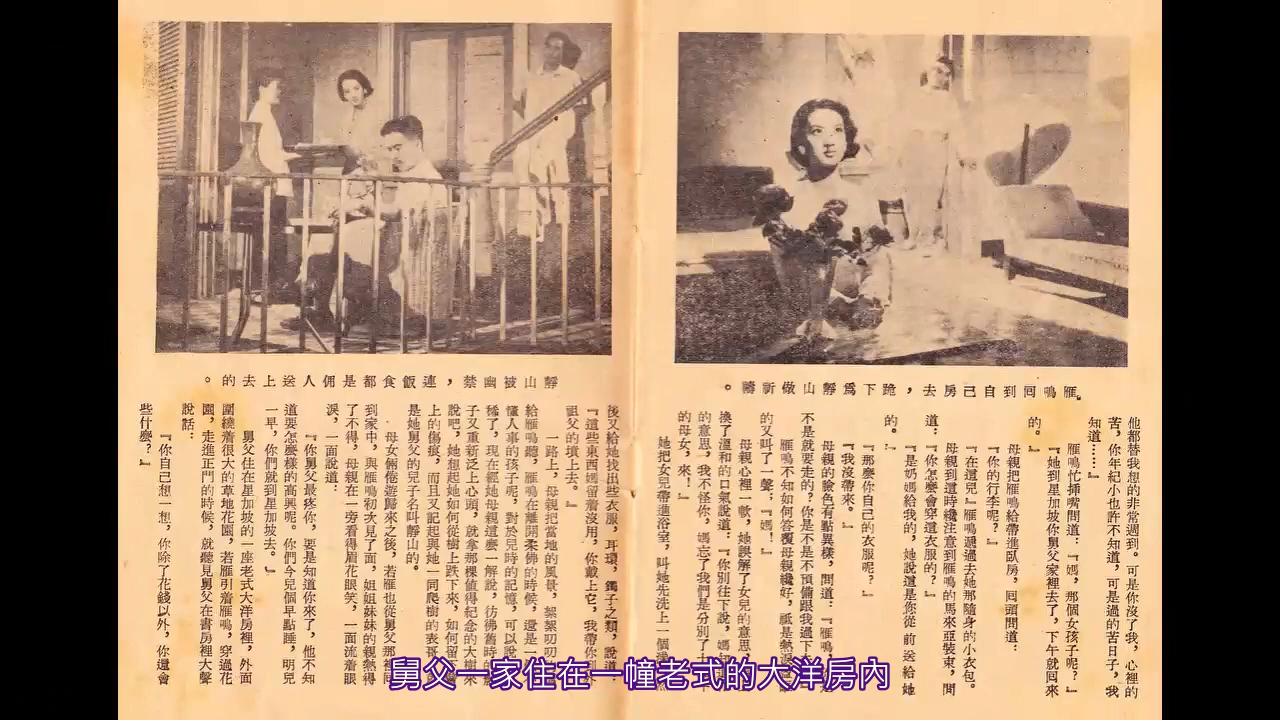 雁鳴囘到自己房去，跪下爲靜山做祈禱。
他都替我想的非常週到。可是你沒了我，心裡的
苦，你年紀小也許不知道，可是過的苦日子，我
知道……』
雁鳴忙揷嘴問道：『媽，那個女孩子呢？』
『她到星加坡你舅父家裡去了，下午就囘來
的。』
母親把雁鳴給帶進臥房，囘頭問道：
『你的行李呢？』
『在這兒』雁鳴遞過去她那隨身的小衣包。
母親到這時纔注意到雁鳴的馬來亞裝束，問
道：『你怎麼會穿這衣服的？』
『是奶媽給我的，她說這是您從前送給她
的。』
『那麼你自己的衣服呢？』
『我沒帶來。』
母親的臉色有點異樣，問道：『雁鳴
不是就要走的？你是不是不預備跟我過下
雁鳴不知如何答覆母親纔好，祗是熱淚
的又叫了一聲：『媽！』
母親心裡一軟，她誤解了女兒的意思，
換了溫和的口氣說道：『你別往下說，媽
的意思，我不怪你，媽忘了我們是分別了十
的母女，來！』
她把女兒帶進浴室，叫她先洗上一個
靜山被幽禁，連飯食都是佣人送上去的。
後又給她找出些衣服，耳環，鐲子之類，說道：
『這些東西媽留着沒用，你戴上它，我帶你到
祖父的墳上去。』
一路上，母親把當地的風景，絮絮叨叨
給雁鳴聽，雁鳴在離開柔佛的時候，還是一
懂人事的孩子呢，對於兒時的記憶，可以說
稀了，現在經她母親這麼一解說，彷彿舊時的
子又重新泛上心頭，就拿那棵值得紀念的大樹來
說吧，她想起她如何從樹上跌下來，如何留
上的傷痕，而且又記起與她一同爬樹的表哥
是她舅父的兒子名叫靜山的。
母女倆倦遊歸來之後，若雁也從舅父那裡囘
到家中，與雁鳴初次見了面，姐姐妹妹的親熱得
了不得，母親在一旁看得眉花眼笑，一面流着眼
淚，一面說道：
『你舅父最疼你，要是知道你來了，他不知
道要怎麼樣的高興呢。你們今兒個早點睡，明兒
一早，你們就到星加坡去。』
舅父住在星加坡的一座老式大洋房裡，外面
圍繞着很大的草地花園，若雁引着雁鳴，穿過花
園，走進正門的時候，就聽見舅父在書房裡大聲
說話：
『你自己想一想，你除了花錢以外，你還會
些什麼？』
舅父一家住在一幢老式的大洋房內